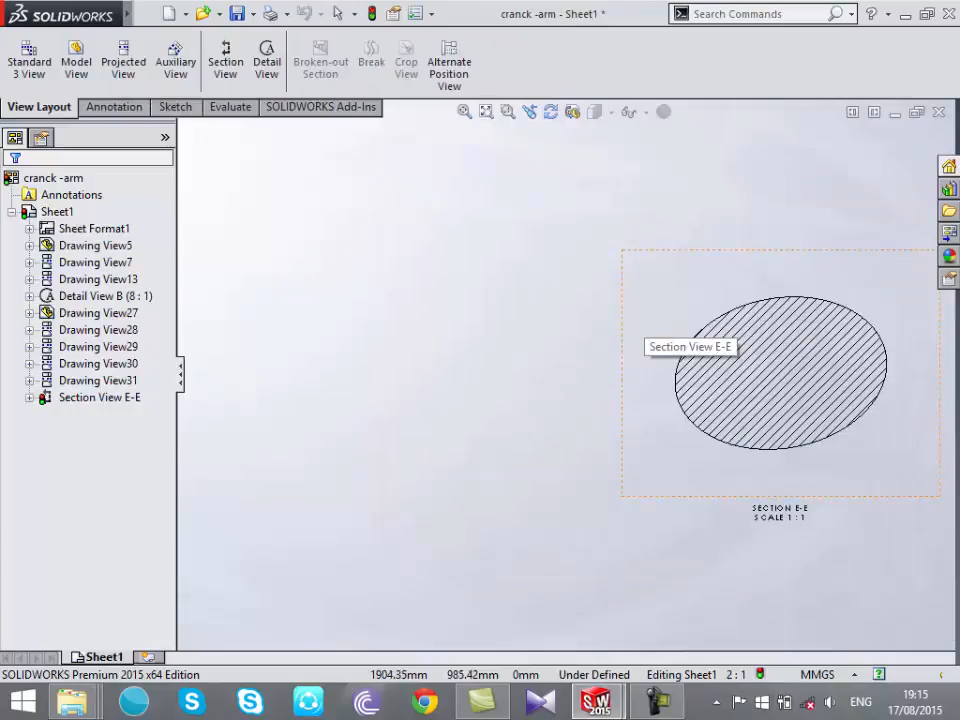 SOLIDWORKS
cranck -arm - Sheet1 *
Search Commands
Standard 3 View
Model View
Projected View
Auxiliary View
Section View
Detail View
Broken-out Section
Break
Crop View
Alternate Position View
View Layout
Annotation
Sketch
Evaluate
SOLIDWORKS Add-Ins
cranck -arm
Annotations
Sheet1
Sheet Format1
Drawing View5
Drawing View7
Drawing View13
Detail View B (8 : 1)
Drawing View27
Drawing View28
Drawing View29
Drawing View30
Drawing View31
Section View E-E
Section View E-E
SECTION E-E
SCALE 1 : 1
Sheet1
SOLIDWORKS Premium 2015 x64 Edition
1904.35mm
985.42mm
0mm
Under Defined
Editing Sheet1
2 : 1
MMGS
ENG
19:15
17/08/2015